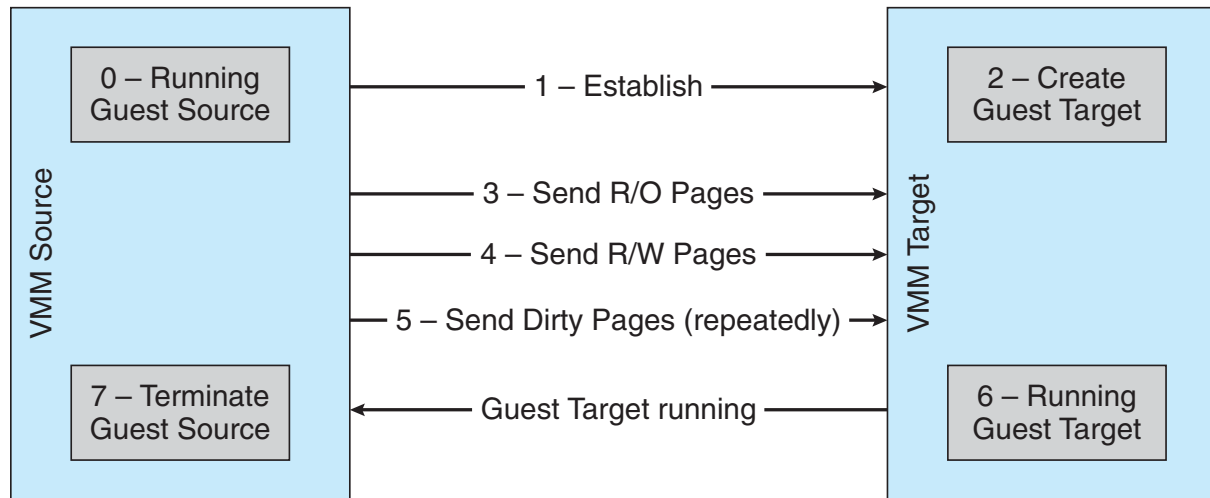 0 – Running
Guest Source
1 – Establish
2 – Create
Guest Target
3 – Send R/O Pages
4 – Send R/W Pages
5 – Send Dirty Pages (repeatedly)
VMM Source
VMM Target
7 – Terminate
Guest Source
Guest Target running
6 – Running
Guest Target